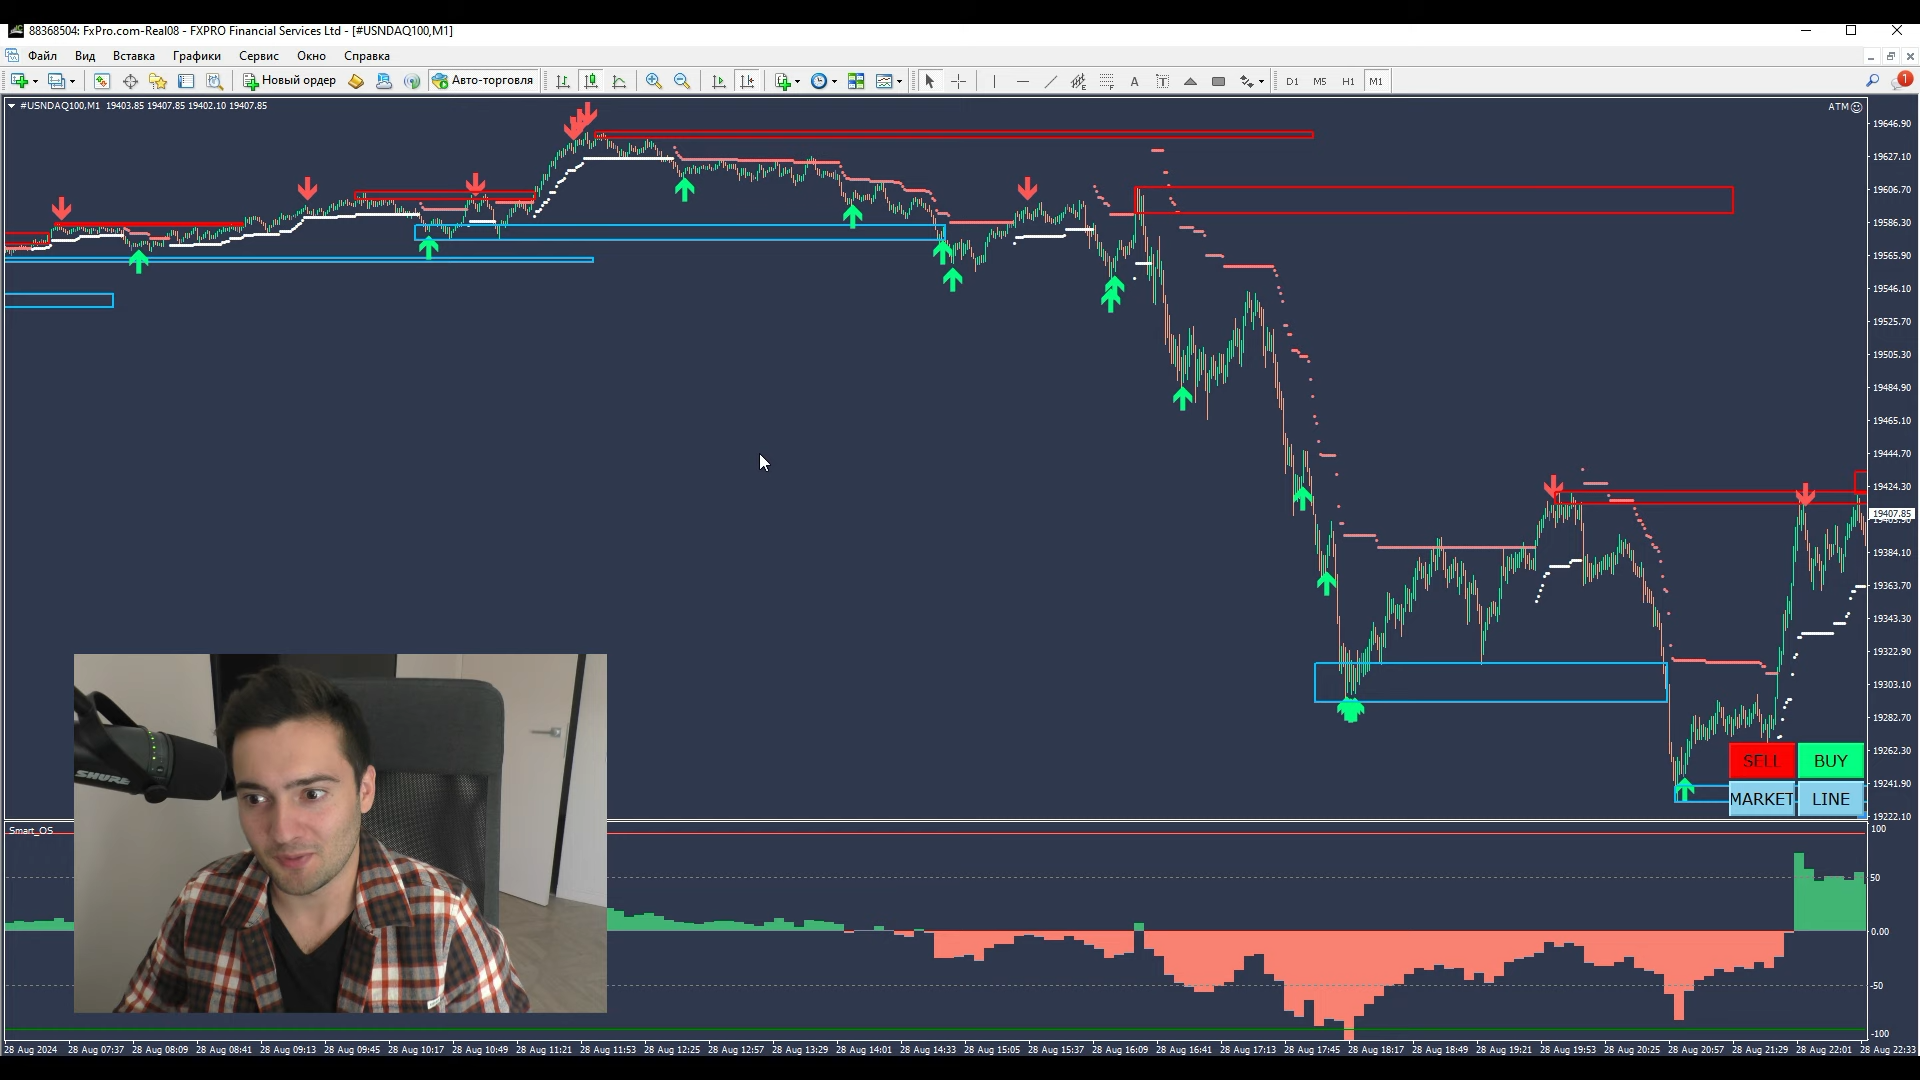 88368504: FxPro.com-Real08 - FXPRO Financial Services Ltd - [#USNDAQ100,M1]
Файл Вид Вставка Графики Сервис Окно Справка
Новый ордер Авто-торговля A T D1 M5 H1 M1 1
#USNDAQ100,M1 19403.85 19407.85 19402.10 19407.85
ATM
19646.90
19627.10
19606.70
19586.30
19565.90
19546.10
19525.70
19505.30
19484.90
19465.10
19444.70
19424.30
19407.85
19403.90
19384.10
19363.70
19343.30
19322.90
19303.10
19282.70
19262.30
19241.90
19222.10
SELL BUY
MARKET LINE
SHURE
Smart_OS
100
50
0.00
-50
-100
28 Aug 2024 28 Aug 07:37 28 Aug 08:09 28 Aug 08:41 28 Aug 09:13 28 Aug 09:45 28 Aug 10:17 28 Aug 10:49 28 Aug 11:21 28 Aug 11:53 28 Aug 12:25 28 Aug 12:57 28 Aug 13:29 28 Aug 14:01 28 Aug 14:33 28 Aug 15:05 28 Aug 15:37 28 Aug 16:09 28 Aug 16:41 28 Aug 17:13 28 Aug 17:45 28 Aug 18:17 28 Aug 18:49 28 Aug 19:21 28 Aug 19:53 28 Aug 20:25 28 Aug 20:57 28 Aug 21:29 28 Aug 22:01 28 Aug 22:33